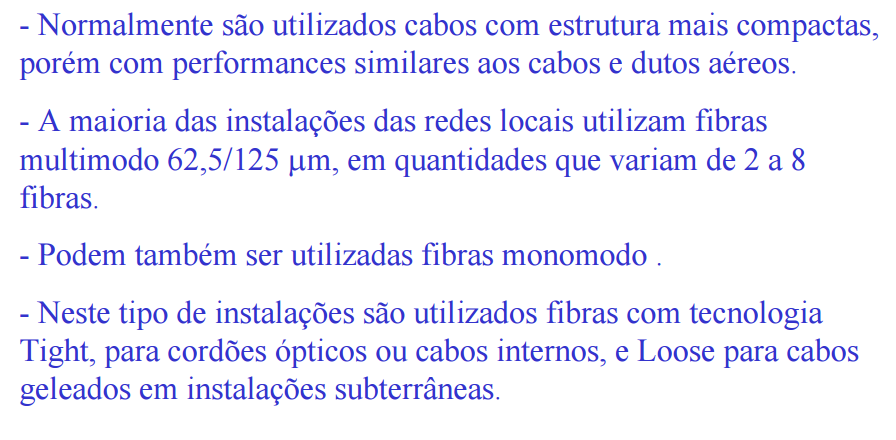 - Normalmente são utilizados cabos com estrutura mais compactas,
porém com performances similares aos cabos e dutos aéreos.
- A maioria das instalações das redes locais utilizam fibras
multimodo 62,5/125 µm, em quantidades que variam de 2 a 8
fibras.
- Podem também ser utilizadas fibras monomodo .
- Neste tipo de instalações são utilizados fibras com tecnologia
Tight, para cordões ópticos ou cabos internos, e Loose para cabos
geleados em instalações subterrâneas.